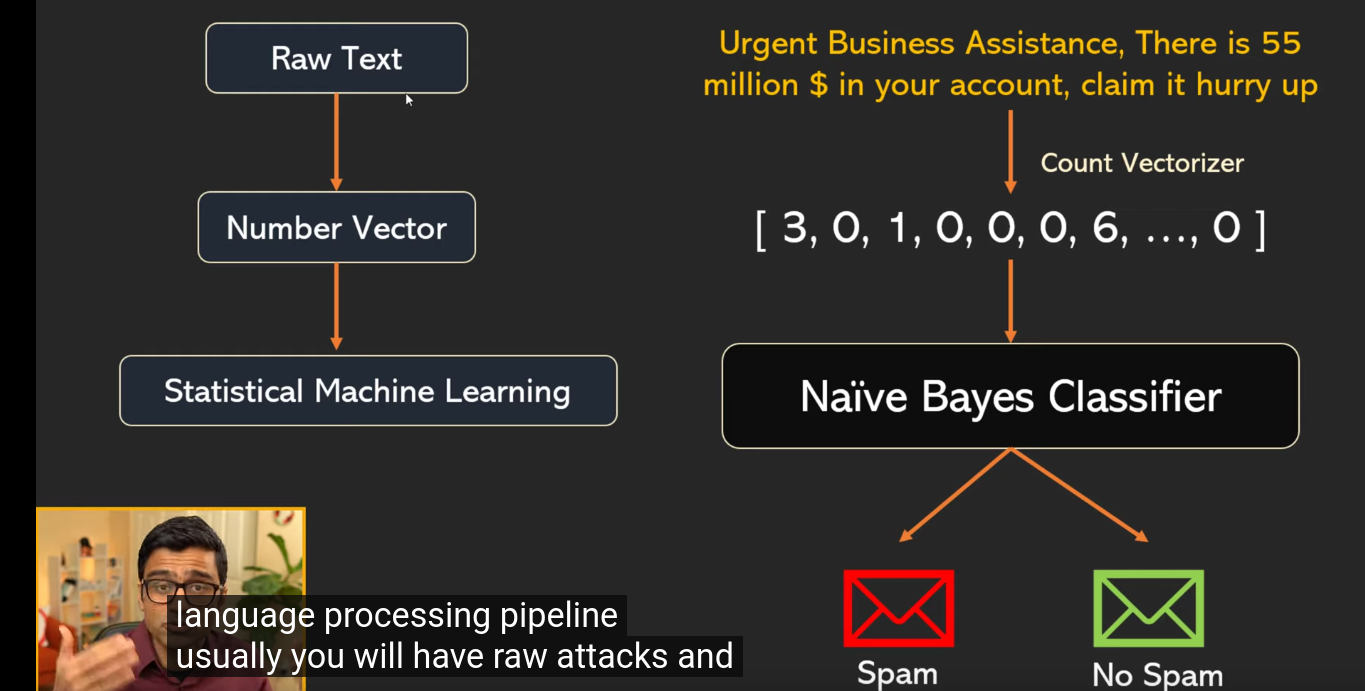 Raw Text
Number Vector
Statistical Machine Learning
Urgent Business Assistance, There is 55
million $ in your account, claim it hurry up
Count Vectorizer
[ 3, 0, 1, 0, 0, 0, 6, ..., 0 ]
Naïve Bayes Classifier
Spam
No Spam
language processing pipeline
usually you will have raw attacks and